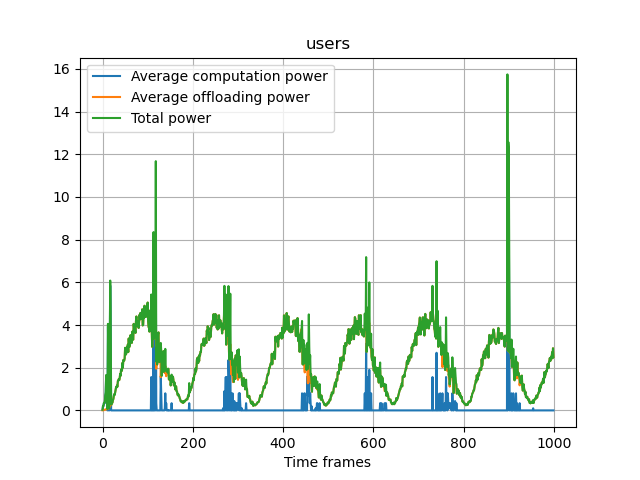 users
Average computation power
Average offloading power
Total power
16
14
12
10
8
6
4
2
0
0 200 400 600 800 1000
Time frames